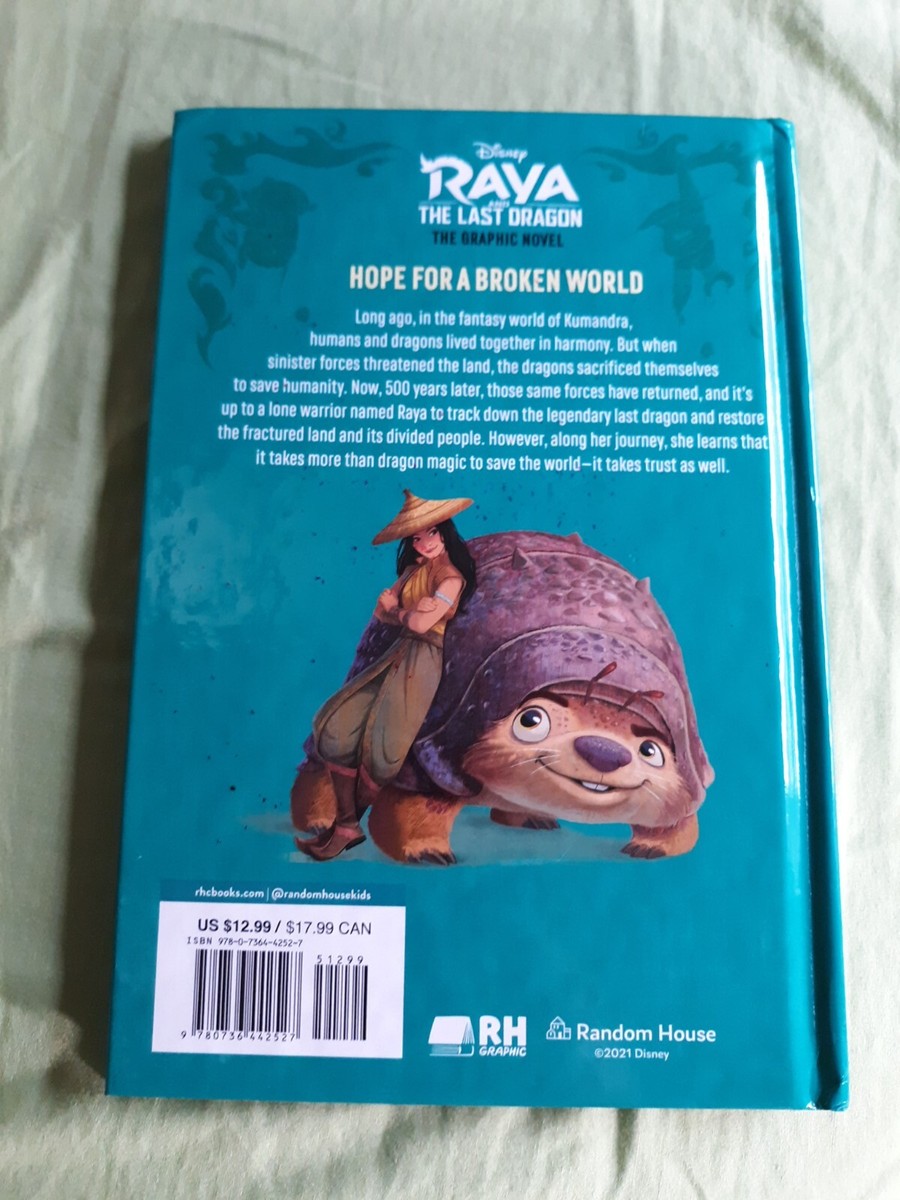 Disney
RAYA
AND
THE LAST DRAGON
THE GRAPHIC NOVEL
HOPE FOR A BROKEN WORLD
Long ago, in the fantasy world of Kumandra,
humans and dragons lived together in harmony. But when
sinister forces threatened the land, the dragons sacrificed themselves
to save humanity. Now, 500 years later, those same forces have returned, and it's
up to a lone warrior named Raya to track down the legendary last dragon and restore
the fractured land and its divided people. However, along her journey, she learns that
it takes more than dragon magic to save the world—it takes trust as well.
rhcbooks.com | @randomhousekids
US $12.99 / $17.99 CAN
ISBN 978-0-7364-4252-7
51299
9 780736 442527
RH
GRAPHIC
Random House
©2021 Disney